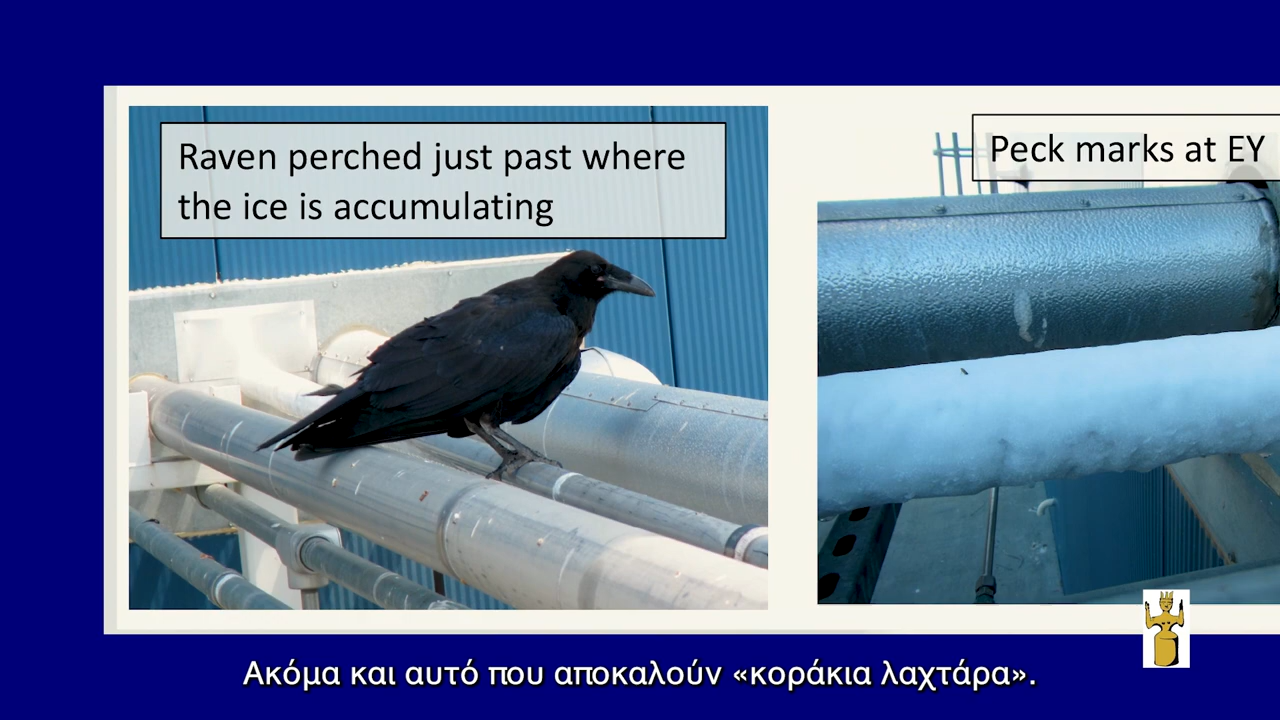 Raven perched just past where
the ice is accumulating
Peck marks at EY
Ακόμα και αυτό που αποκαλούν «κοράκια λαχτάρα».